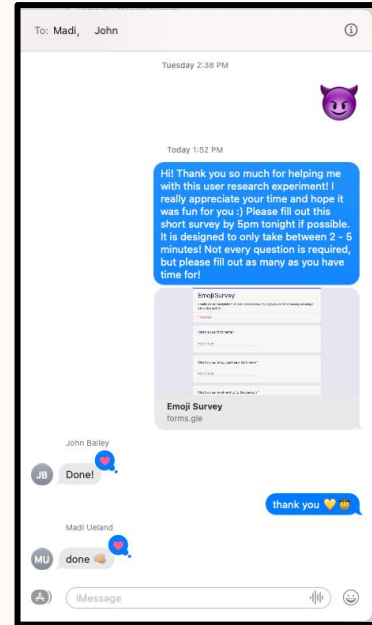 To: Madi, John
Tuesday 2:38 PM
😈
Today 1:52 PM
Hi! Thank you so much for helping me
with this user research experiment! I
really appreciate your time and hope it
was fun for you :) Please fill out this
short survey by 5pm tonight if possible.
It is designed to only take between 2 - 5
minutes! Not every question is required,
but please fill out as many as you have
time for!
Emoji Survey
Emoji Survey
forms.gle
John Bailey
JB
Done!
thank you 💛 🤠
Madi Ueland
MU
done 👊🏼
iMessage